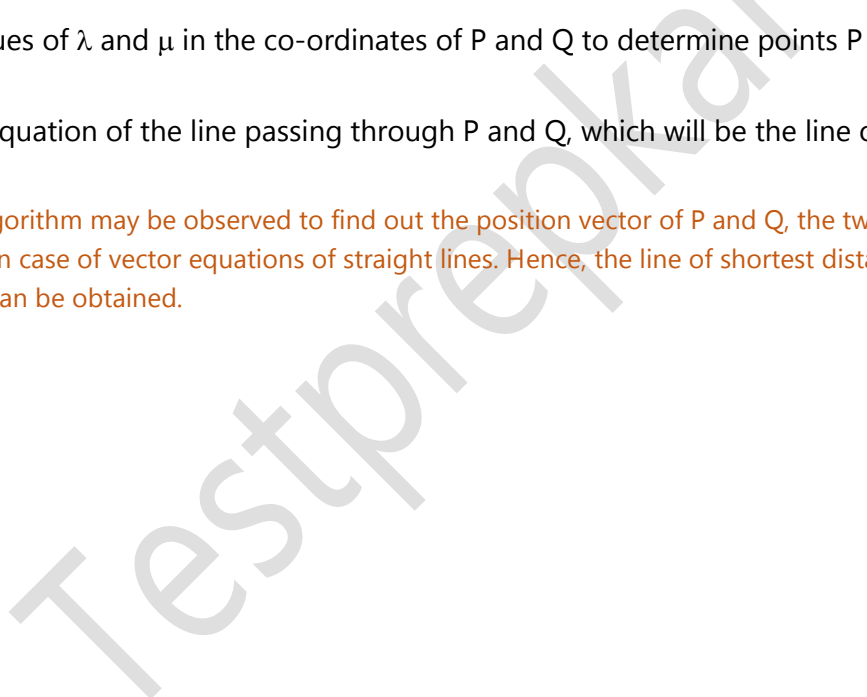 ues of λ and μ in the co-ordinates of P and Q to determine points P
quation of the line passing through P and Q, which will be the line o
gorithm may be observed to find out the position vector of P and Q, the tw
n case of vector equations of straight lines. Hence, the line of shortest dista
an be obtained.
Testprepkar